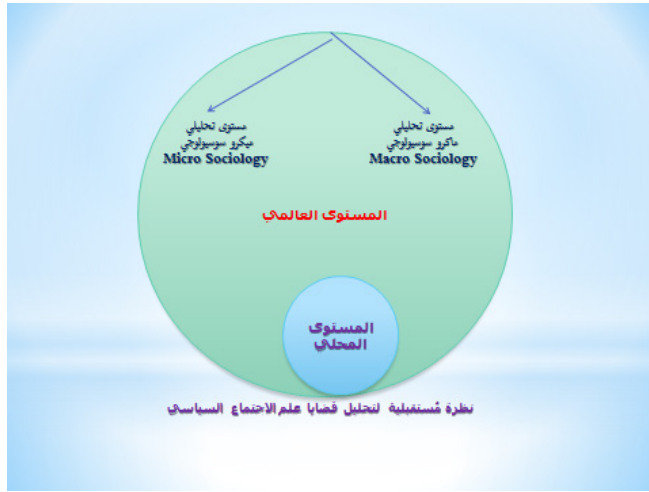 مستوى تحليلي
ماكرو سوسيولوجي
Macro Sociology
مستوى تحليلي
ميكرو سوسيولوجي
Micro Sociology
المستوى العالمي
المستوى
المحلي
نظرة مُستقبلية لتحليل قضايا علم الاجتماع السياسي